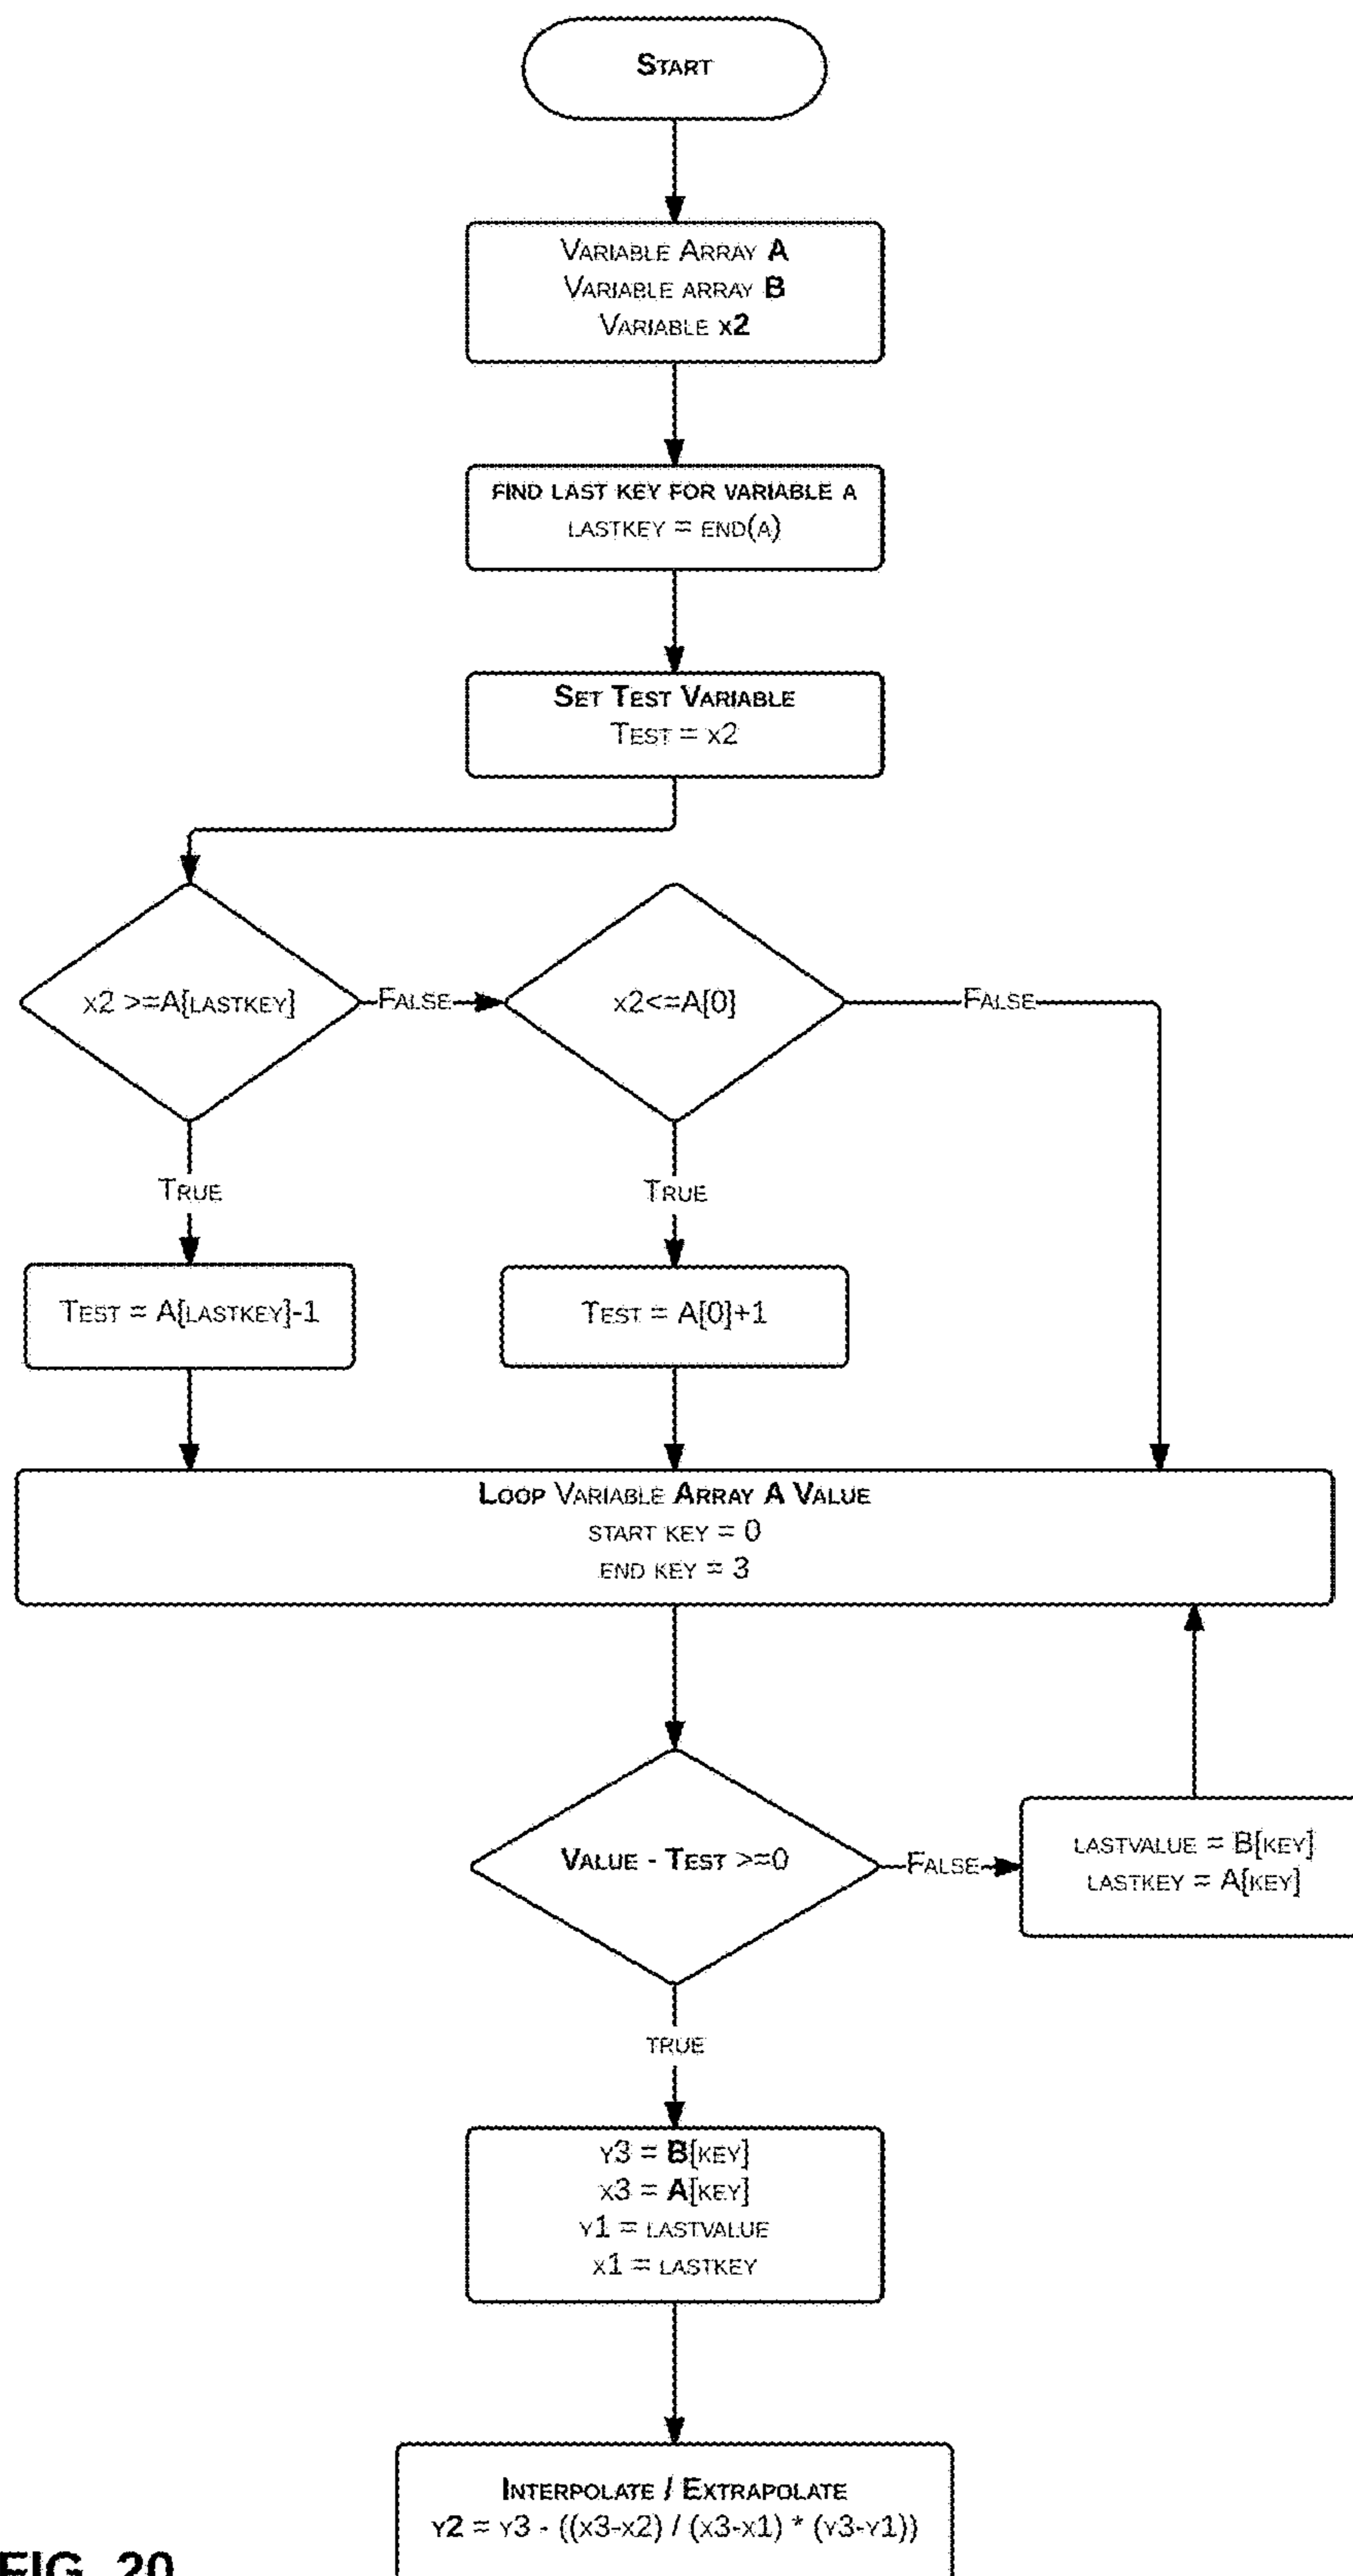 START
VARIABLE ARRAY A
VARIABLE ARRAY B
VARIABLE x2
FIND LAST KEY FOR VARIABLE A
LASTKEY = END(A)
SET TEST VARIABLE
TEST = x2
x2 >=A[LASTKEY]
FALSE
x2<=A[0]
FALSE
TRUE
TRUE
TEST = A[LASTKEY]-1
TEST = A[0]+1
LOOP VARIABLE ARRAY A VALUE
START KEY = 0
END KEY = 3
VALUE - TEST >=0
FALSE
LASTVALUE = B[KEY]
LASTKEY = A[KEY]
TRUE
Y3 = B[KEY]
X3 = A[KEY]
Y1 = LASTVALUE
X1 = LASTKEY
INTERPOLATE / EXTRAPOLATE
Y2 = Y3 - ((X3-X2) / (X3-X1) * (Y3-Y1))
FIG. 20